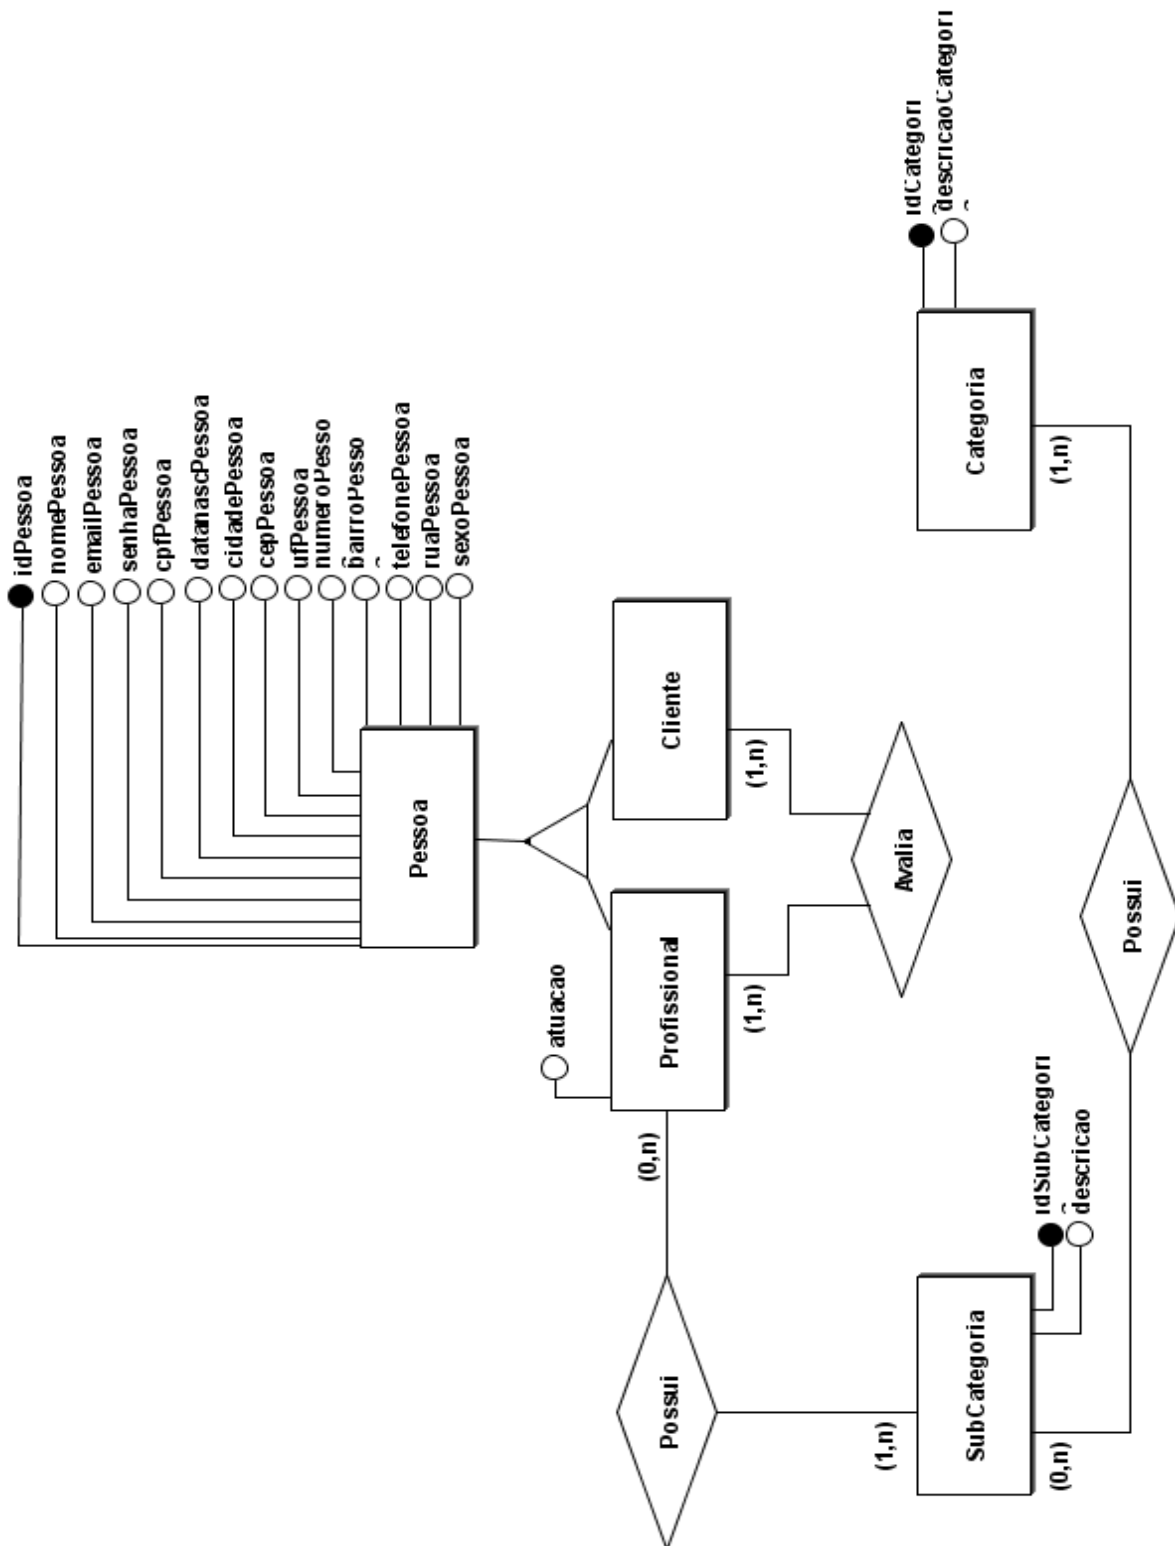 idPessoa
nomePessoa
emailPessoa
senhaPessoa
cpfPessoa
datanascPessoa
cidadePessoa
cepPessoa
ufPessoa
numeroPesso
bairroPesso
telefonePessoa
ruaPessoa
sexoPessoa
Pessoa
atuacao
Profissional
Cliente
(0,n)
(1,n)
(1,n)
Avalia
Possui
(1,n)
SubCategoria
idSubCategori
descricao
(0,n)
Possui
(1,n)
Categoria
idCategori
descricaoCategori